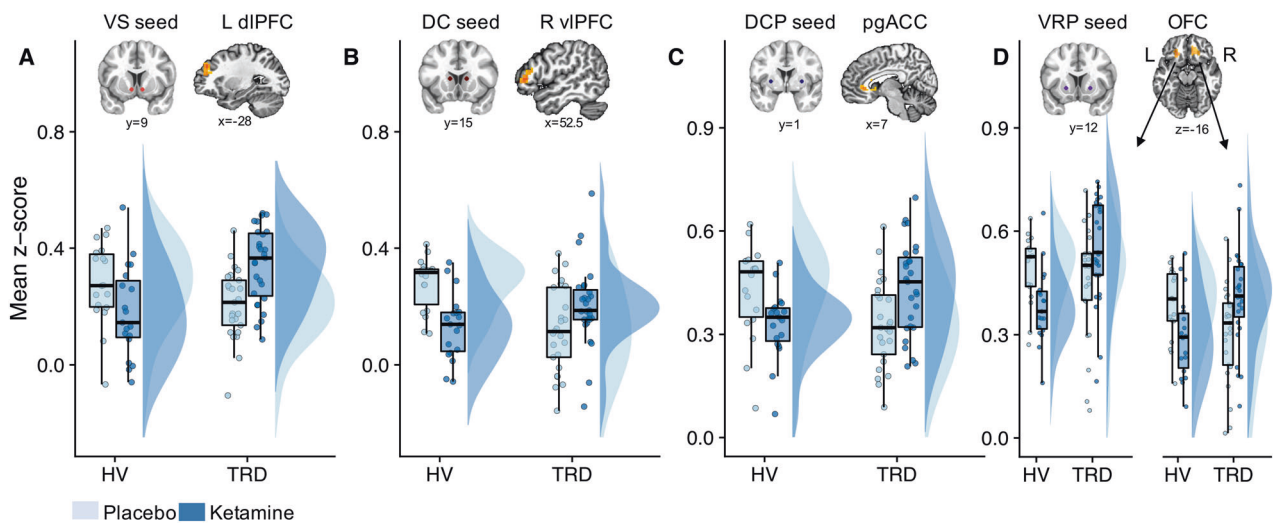 VS seed L dlPFC DC seed R vlPFC DCP seed pgACC VRP seed OFC
A B C D
L R
y=9 x=-28 y=15 x=52.5 y=1 x=7 y=12 z=-16
Mean z-score
0.8 0.8 0.9 0.9
0.4 0.4 0.6 0.6
0.0 0.0 0.3 0.3
0.0 0.0
HV TRD HV TRD HV TRD HV TRD HV TRD
Placebo Ketamine